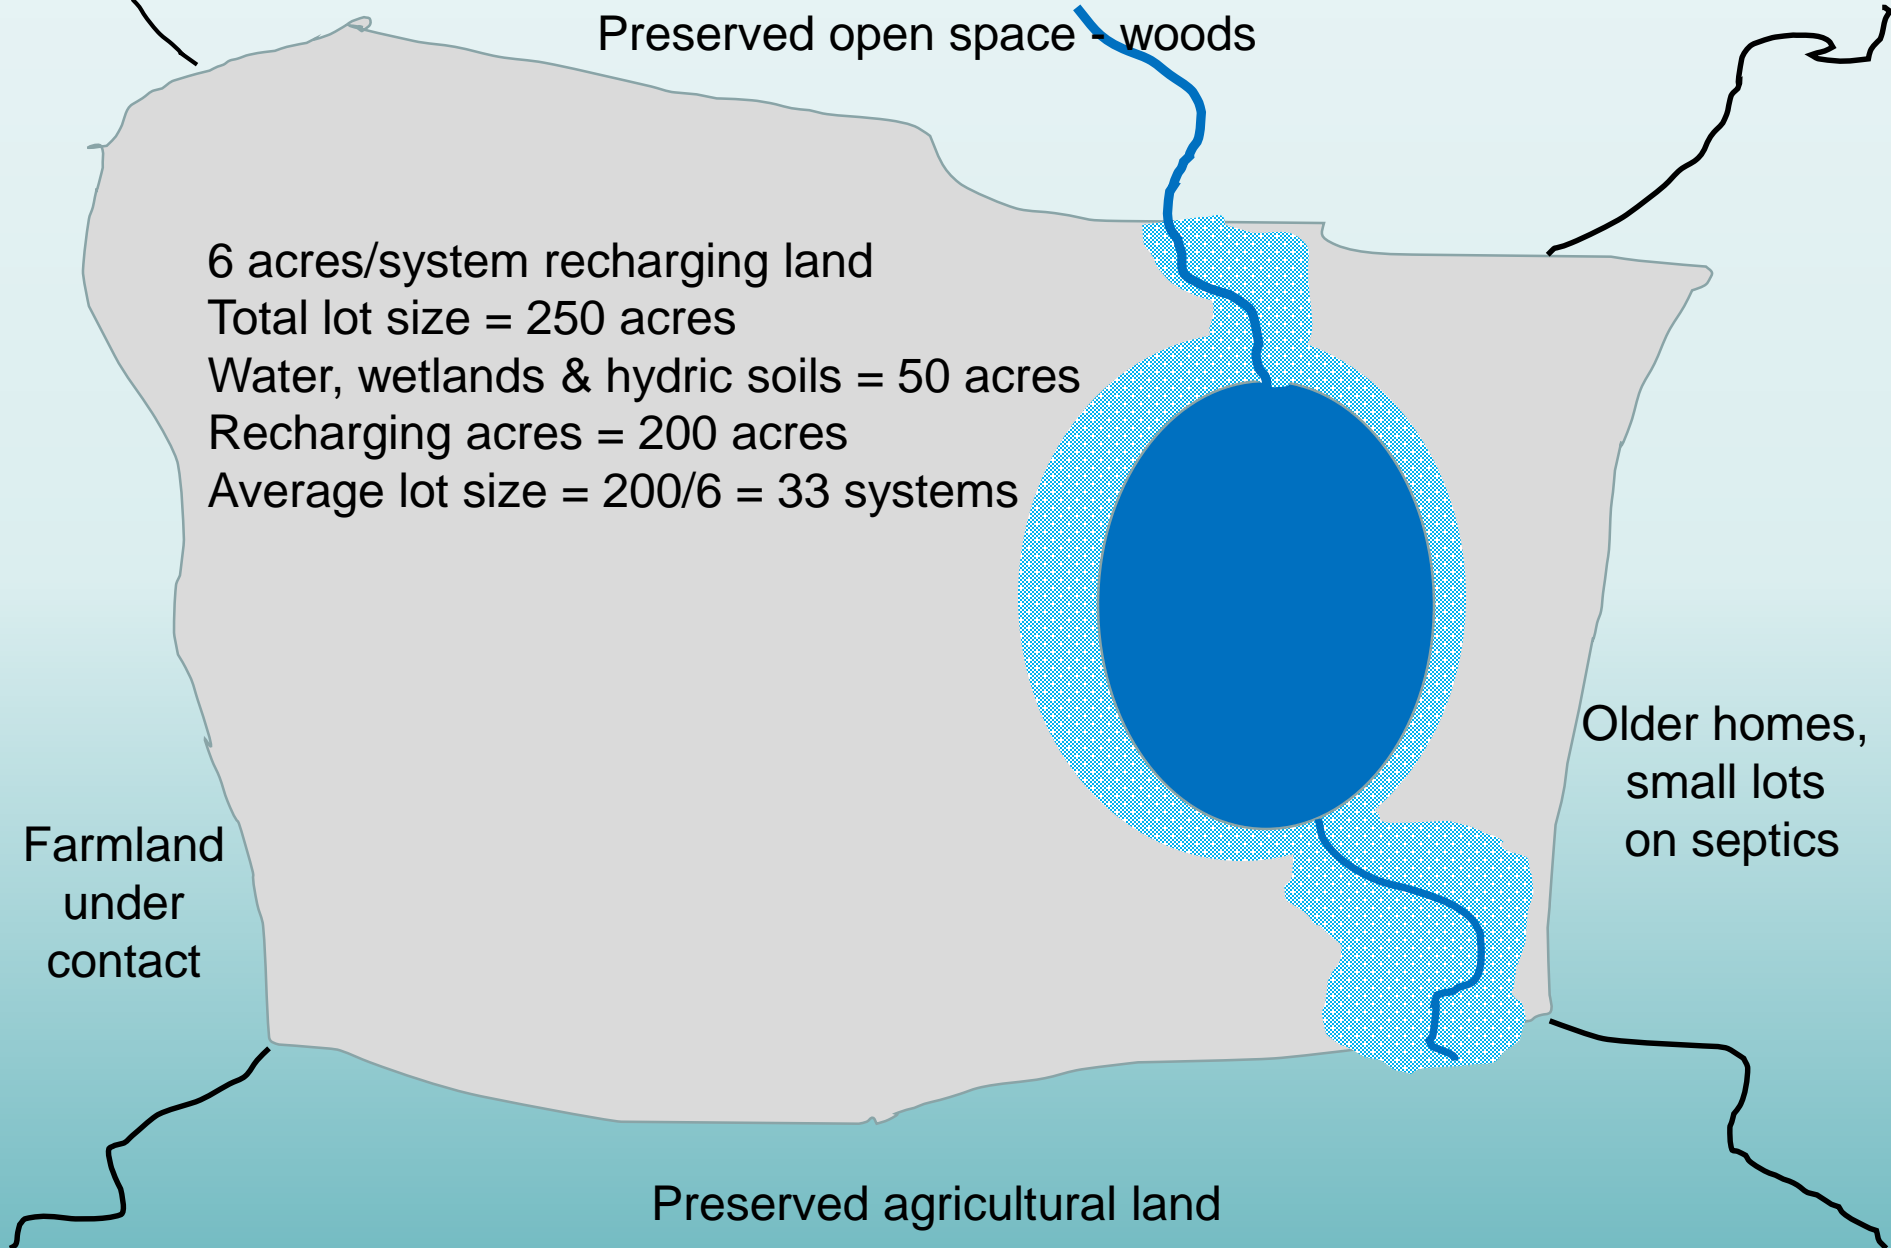 Preserved open space - woods
6 acres/system recharging land
Total lot size = 250 acres
Water, wetlands & hydric soils = 50 acres
Recharging acres = 200 acres
Average lot size = 200/6 = 33 systems
Older homes,
small lots
on septics
Farmland
under
contact
Preserved agricultural land